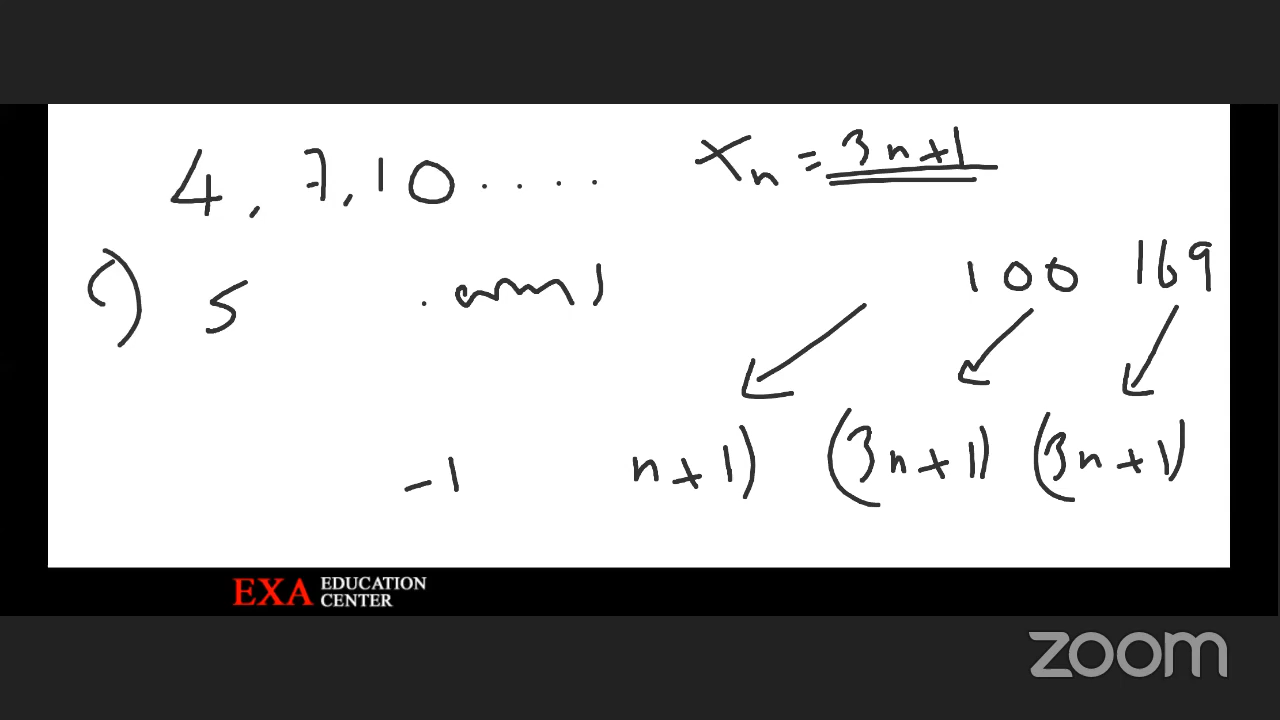 4, 7, 10 .... Xn = 3n+1
5 100 169
-1 n+1) (3n+1) (3n+1)
EXA EDUCATION CENTER
zoom